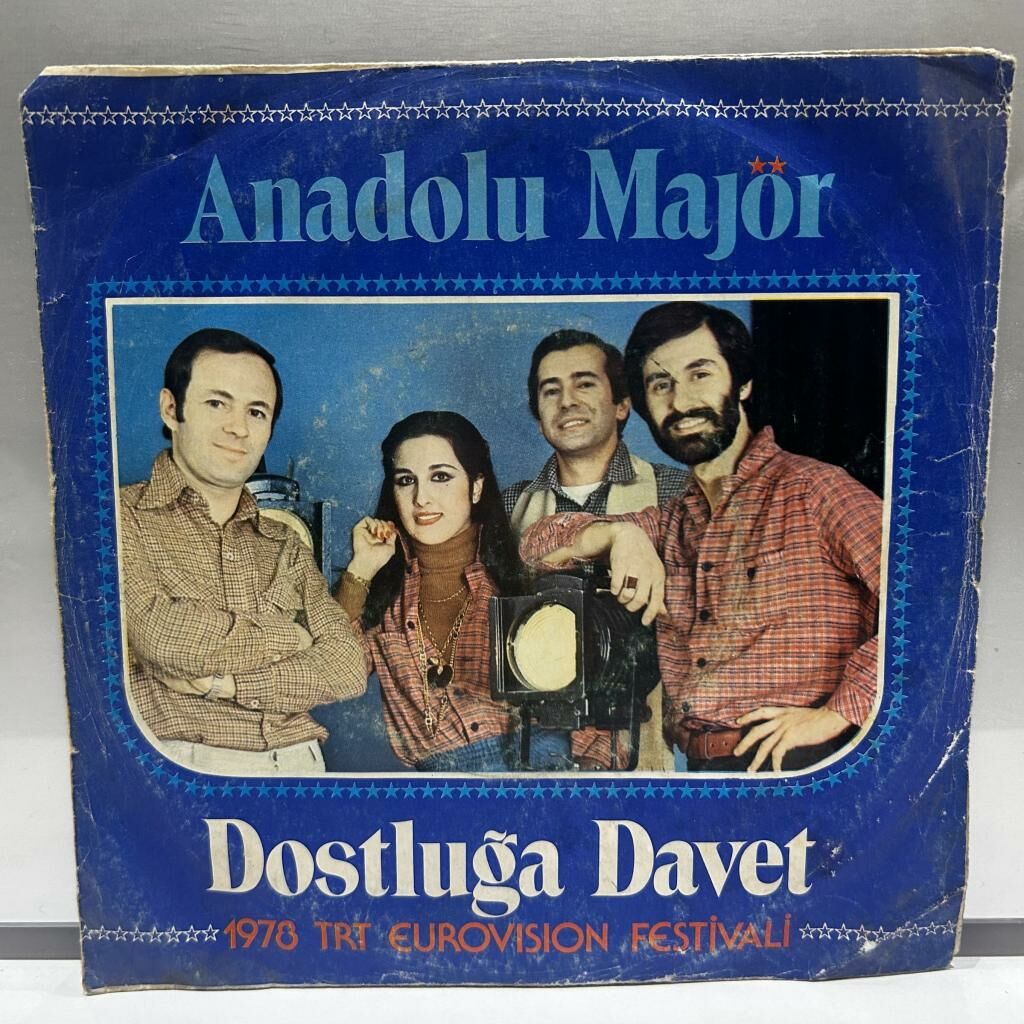 Anadolu Majör
Dostluğa Davet
1978 TRT EUROVISION FESTİVALİ